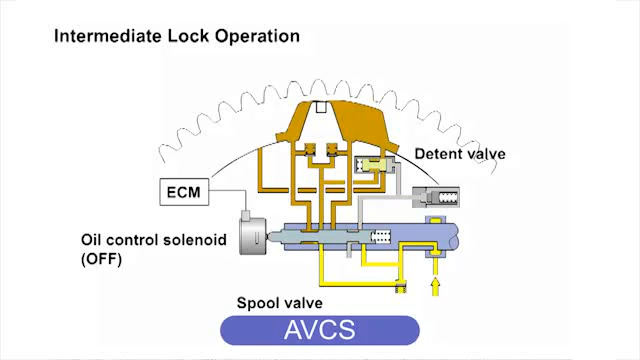 Intermediate Lock Operation
Detent valve
ECM
Oil control solenoid
(OFF)
Spool valve
AVCS